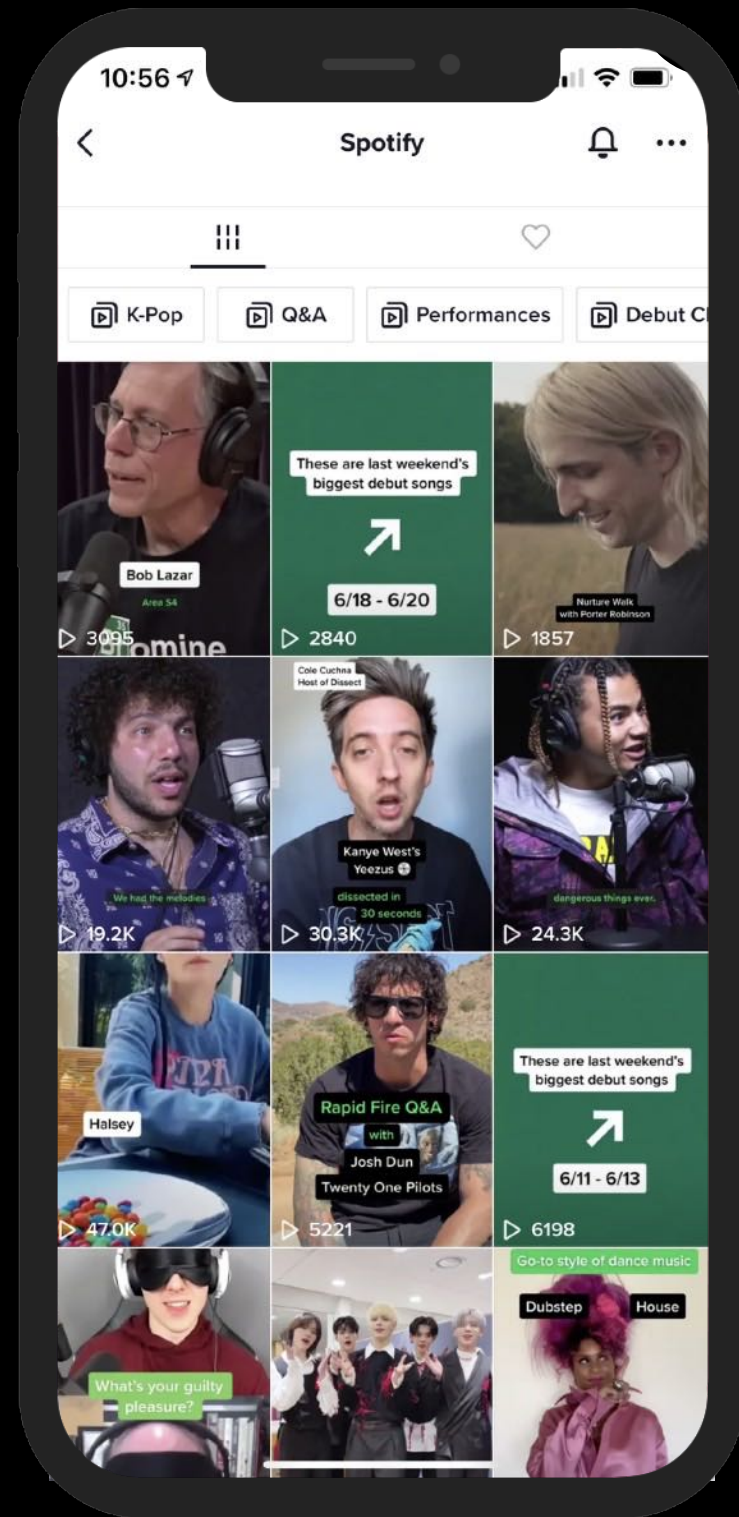 10:56
Spotify
K-Pop
Q&A
Performances
Debut Cl
Bob Lazar
Area 54
omine
3095
These are last weekend's
biggest debut songs
6/18 - 6/20
2840
Nurture Walk
with Porter Robinson
1857
We had the melodies
19.2K
Cole Cuchna
Host of Dissect
Kanye West's
Yeezus
dissected in
30 seconds
30.3K
dangerous things ever.
24.3K
Halsey
47.0K
Rapid Fire Q&A
with
Josh Dun
Twenty One Pilots
5221
These are last weekend's
biggest debut songs
6/11 - 6/13
6198
What's your guilty
pleasure?
Go-to style of dance music
Dubstep
House